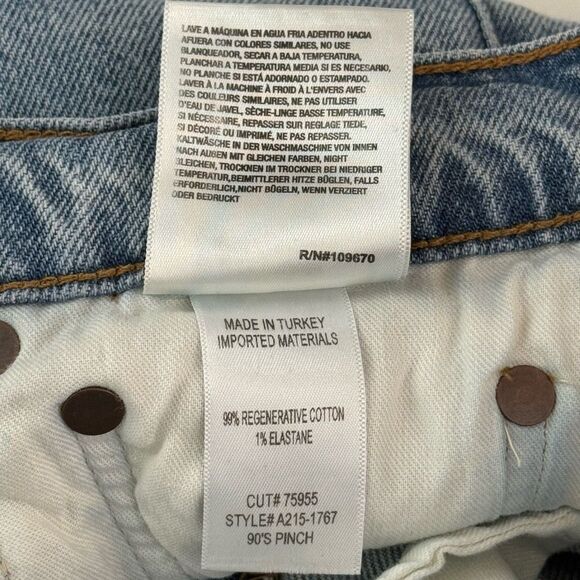 LAVE A MÁQUINA EN AGUA FRIA ADENTRO HACIA
AFUERA CON COLORES SIMILARES, NO USE
BLANQUEADOR, SECAR A BAJA TEMPERATURA,
PLANCHAR A TEMPERATURA MEDIA SI ES NECESARIO,
NO PLANCHE SI ESTÁ ADORNADO O ESTAMPADO.
LAVER À LA MACHINE À FROID À L'ENVERS AVEC
DES COULEURS SIMILAIRES, NE PAS UTILISER
D'EAU DE JAVEL, SÈCHE-LINGE BASSE TEMPERATURE,
SI NÉCESSAIRE, REPASSER SUR REGLAGE TIEDE,
SI DÉCORÉ OU IMPRIMÉ, NE PAS REPASSER.
KALTWÄSCHE IN DER WASCHMASCHINE VON INNEN
NACH AUßEN MIT GLEICHEN FARBEN, NIGHT
BLEICHEN, TROCKNEN IM TROCKNER BEI NIEDRIGER
TEMPERATUR,BEIMITTLERER HITZE BÜGLEN, FALLS
ERFORDERLICH,NICHT BÜGELN, WENN VERZIERT
ODER BEDRUCKT
R/N#109670
MADE IN TURKEY
IMPORTED MATERIALS
99% REGENERATIVE COTTON
1% ELASTANE
CUT# 75955
STYLE# A215-1767
90'S PINCH